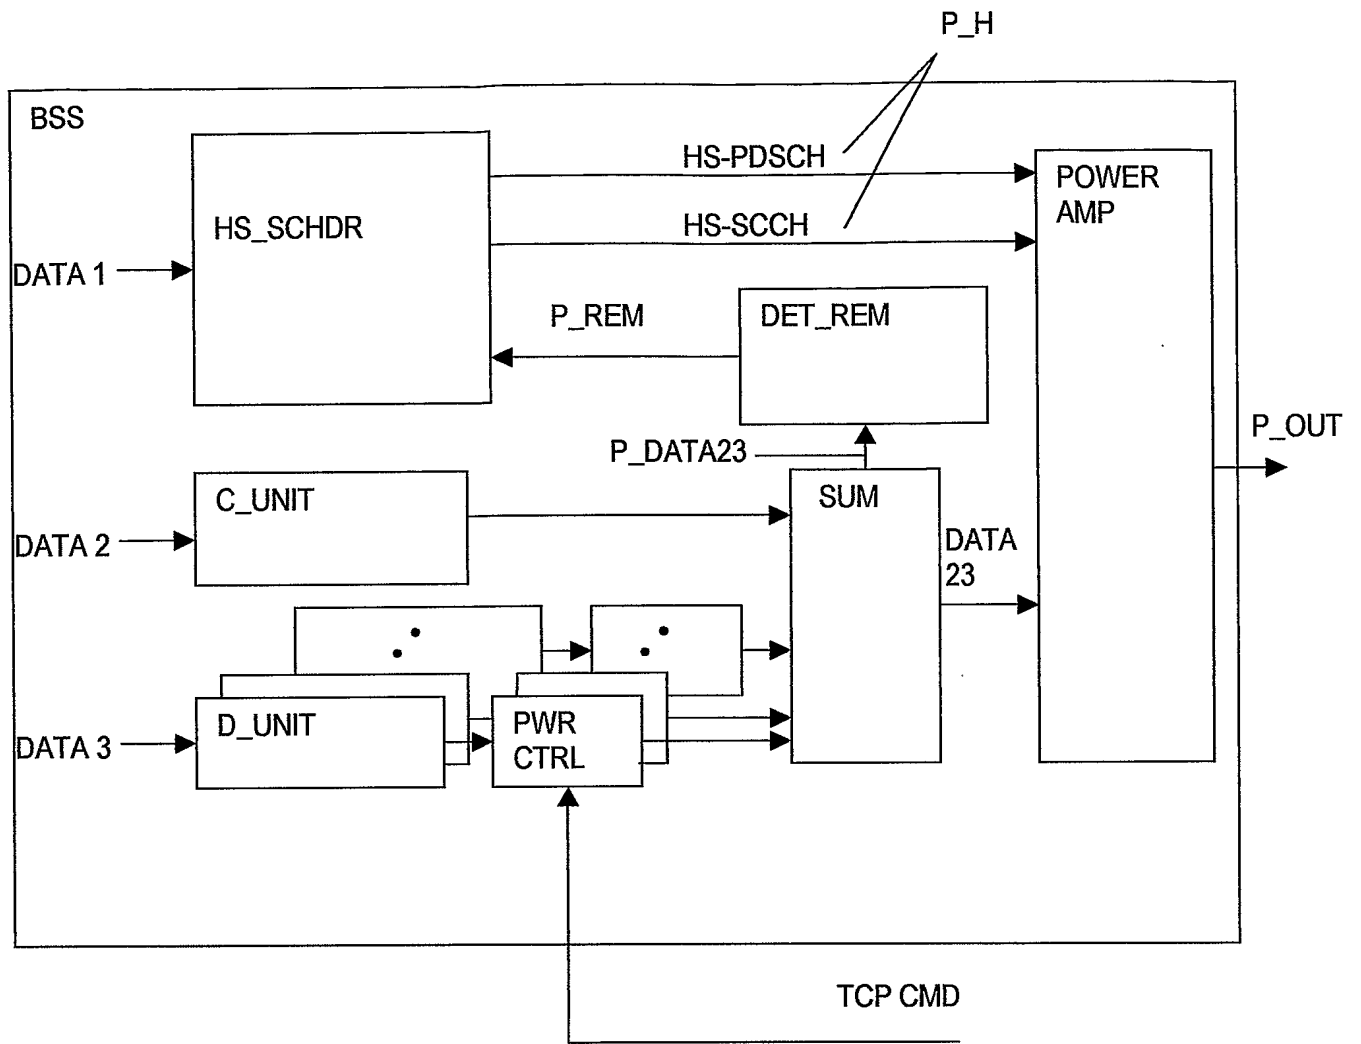 P_H
BSS
HS-PDSCH
POWER
AMP
HS_SCHDR
HS-SCCH
DATA 1
P_REM
DET_REM
P_OUT
P_DATA23
C_UNIT
SUM
DATA 2
DATA
23
D_UNIT
PWR
CTRL
DATA 3
TCP CMD